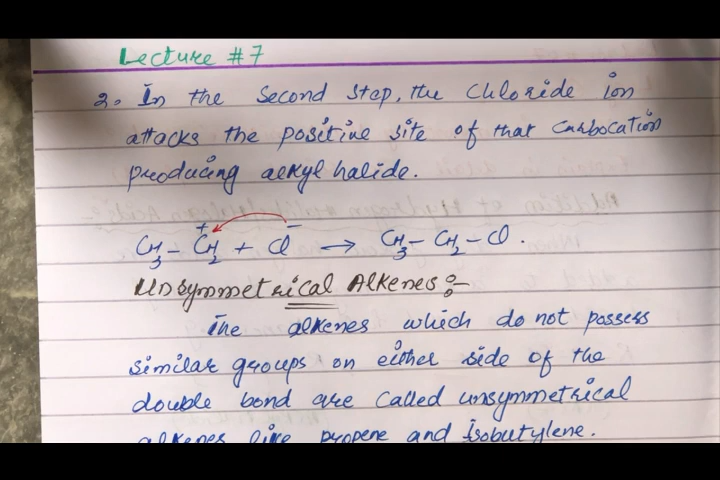 Lecture #7
2. In the second step, the chloride ion
attacks the positive site of that carbocation
producing alkyl halide.
CH₃–C⁺H₂ + Cl⁻ → CH₃–CH₂–Cl.
Unsymmetrical Alkenes:–
The alkenes which do not possess
similar groups on either side of the
double bond are called unsymmetrical
alkenes like propene and isobutylene.